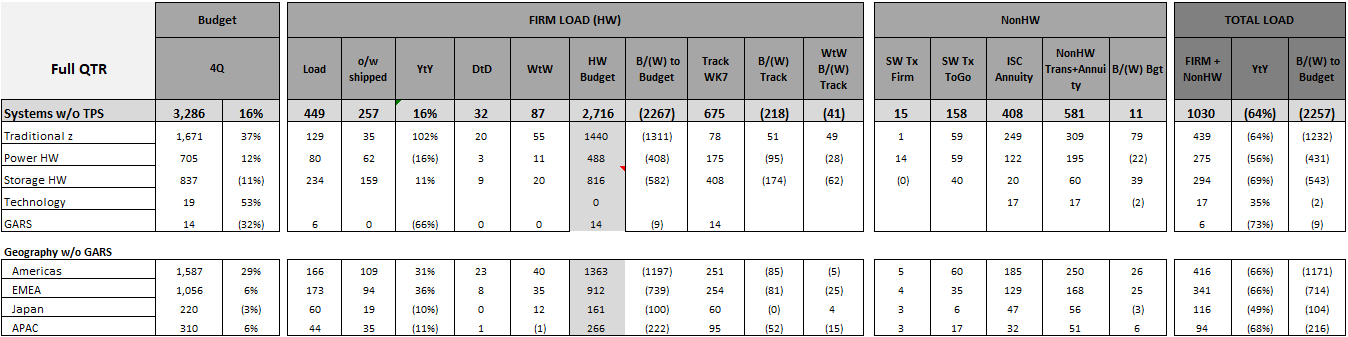 Budget FIRM LOAD (HW) NonHW TOTAL LOAD
Full QTR 4Q Load o/w shipped YtY DtD WtW HW Budget B/(W) to Budget Track WK7 B/(W) Track WtW B/(W) Track SW Tx Firm SW Tx ToGo ISC Annuity NonHW Trans+Annuity B/(W) Bgt FIRM + NonHW YtY B/(W) to Budget
Systems w/o TPS 3,286 16% 449 257 16% 32 87 2,716 (2267) 675 (218) (41) 15 158 408 581 11 1030 (64%) (2257)
Traditional z 1,671 37% 129 35 102% 20 55 1440 (1311) 78 51 49 1 59 249 309 79 439 (64%) (1232)
Power HW 705 12% 80 62 (16%) 3 11 488 (408) 175 (95) (28) 14 59 122 195 (22) 275 (56%) (431)
Storage HW 837 (11%) 234 159 11% 9 20 816 (582) 408 (174) (62) (0) 40 20 60 39 294 (69%) (543)
Technology 19 53% 0 17 17 (2) 17 35% (2)
GARS 14 (32%) 6 0 (66%) 0 0 14 (9) 14 6 (73%) (9)
Geography w/o GARS
Americas 1,587 29% 166 109 31% 23 40 1363 (1197) 251 (85) (5) 5 60 185 250 26 416 (66%) (1171)
EMEA 1,056 6% 173 94 36% 8 35 912 (739) 254 (81) (25) 4 35 129 168 25 341 (66%) (714)
Japan 220 (3%) 60 19 (10%) 0 12 161 (100) 60 (0) 4 3 6 47 56 (3) 116 (49%) (104)
APAC 310 6% 44 35 (11%) 1 (1) 266 (222) 95 (52) (15) 3 17 32 51 6 94 (68%) (216)